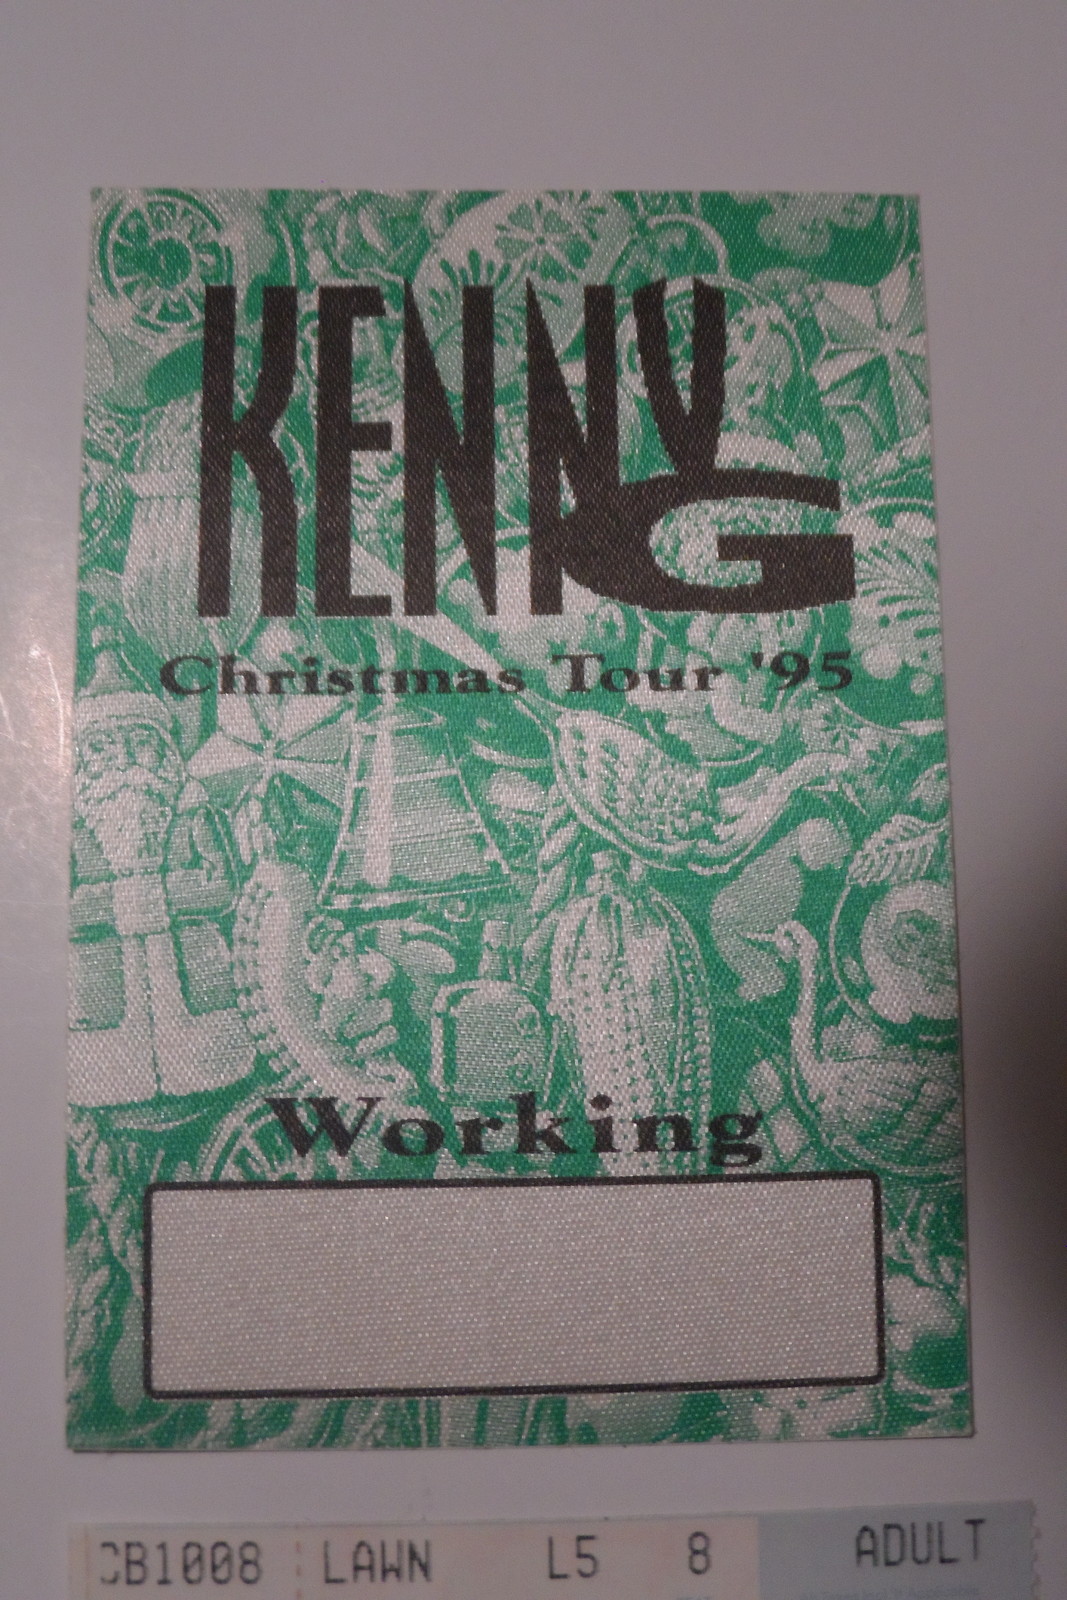 KENNY G
Christmas Tour '95
Working
CB1008 LAWN L5 8 ADULT